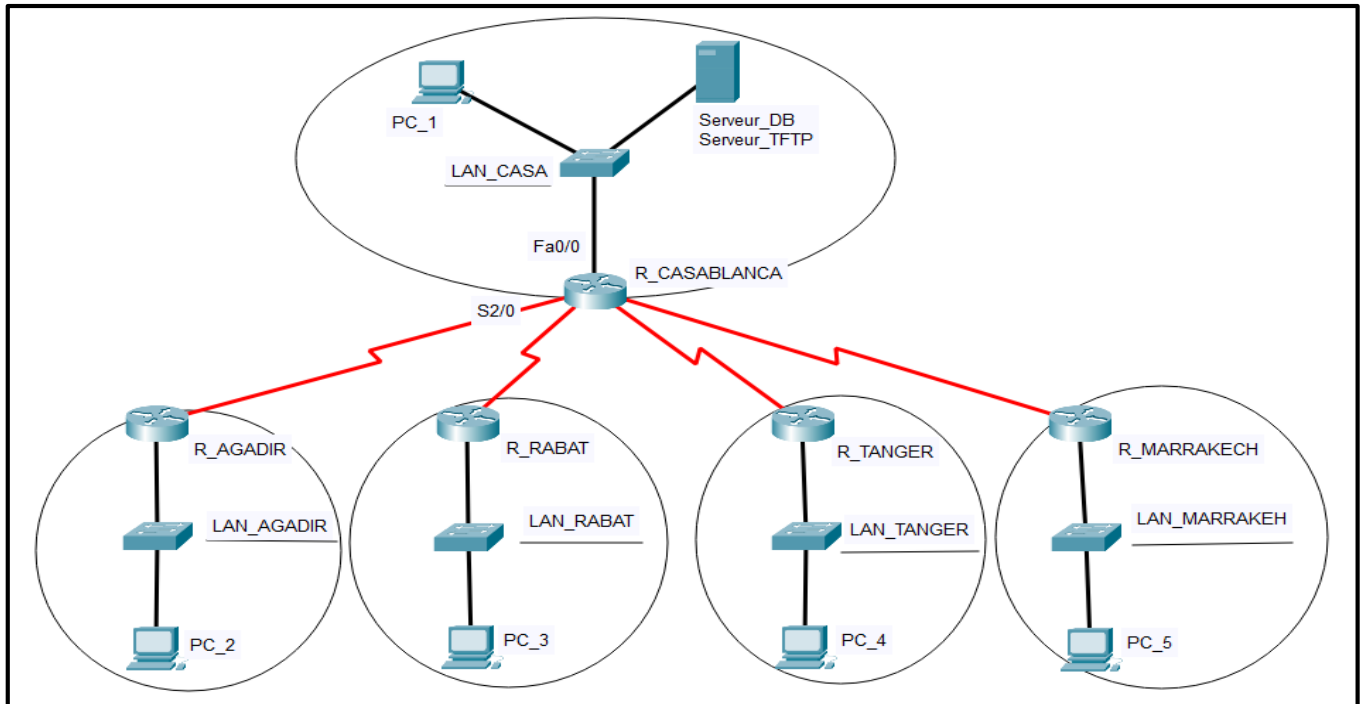 PC_1
Serveur_DB
Serveur_TFTP
LAN_CASA
Fa0/0
R_CASABLANCA
S2/0
R_AGADIR
R_RABAT
R_TANGER
R_MARRAKECH
LAN_AGADIR
LAN_RABAT
LAN_TANGER
LAN_MARRAKEH
PC_2
PC_3
PC_4
PC_5